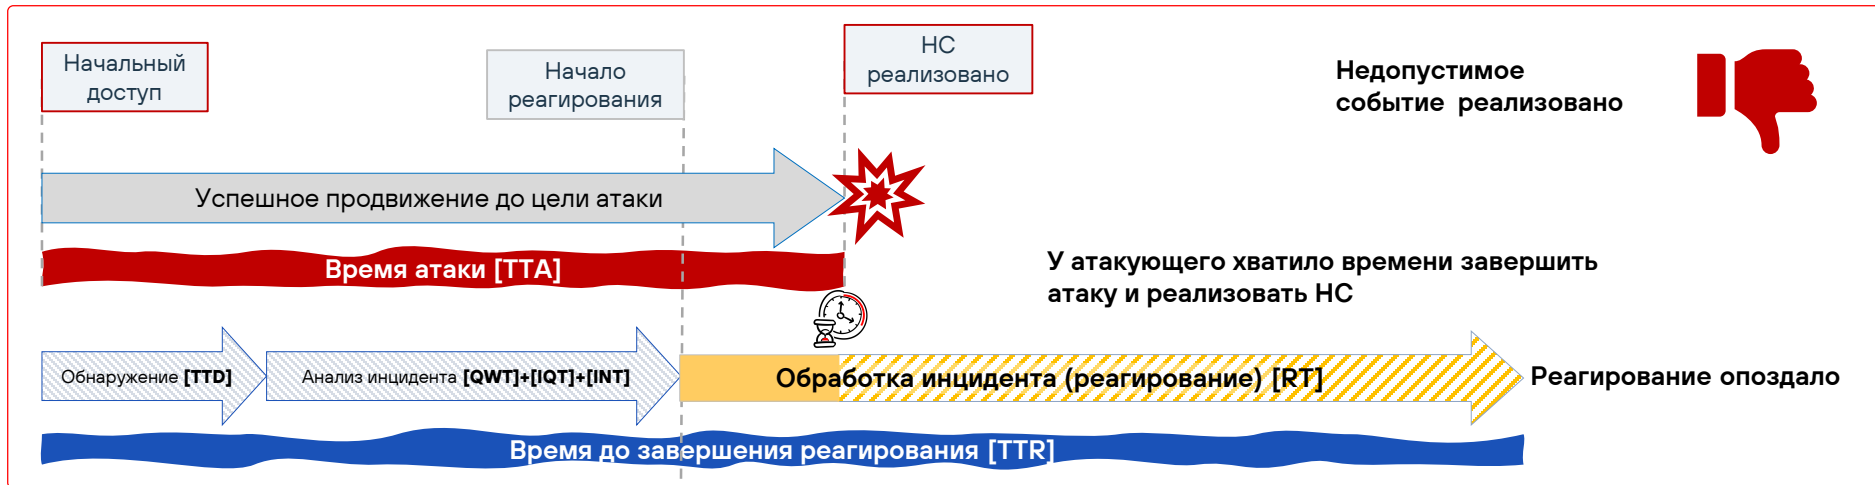 Начальный
доступ
Начало
реагирования
НС
реализовано
Недопустимое
событие реализовано
Успешное продвижение до цели атаки
Время атаки [TTA]
У атакующего хватило времени завершить
атаку и реализовать НС
Обнаружение [TTD]
Анализ инцидента [QWT]+[IQT]+[INT]
Обработка инцидента (реагирование) [RT]
Реагирование опоздало
Время до завершения реагирования [TTR]